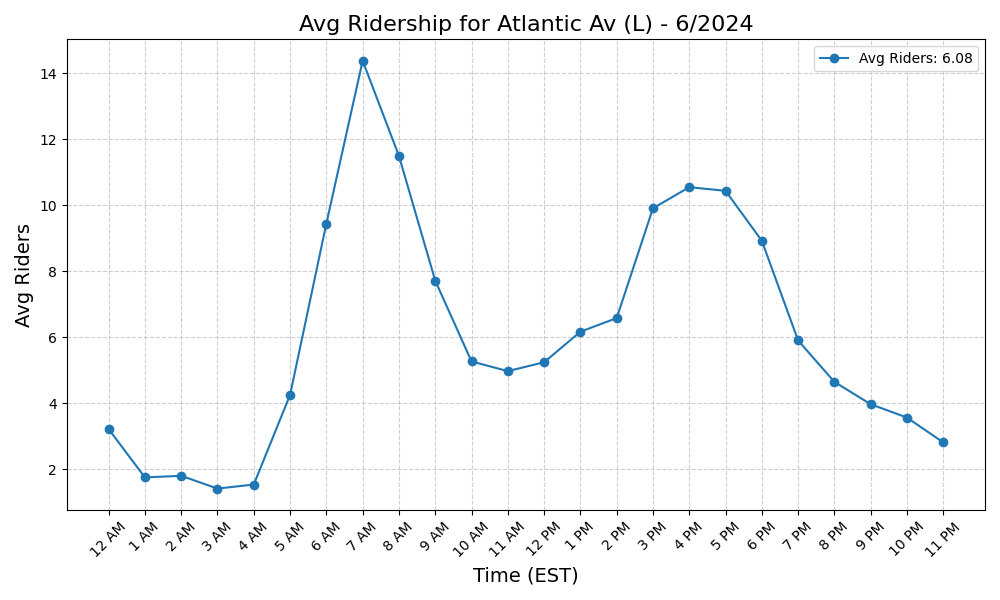 Avg Ridership for Atlantic Av (L) - 6/2024
Avg Riders: 6.08
14
12
10
8
6
4
2
Avg Riders
12 AM
1 AM
2 AM
3 AM
4 AM
5 AM
6 AM
7 AM
8 AM
9 AM
10 AM
11 AM
12 PM
1 PM
2 PM
3 PM
4 PM
5 PM
6 PM
7 PM
8 PM
9 PM
10 PM
11 PM
Time (EST)